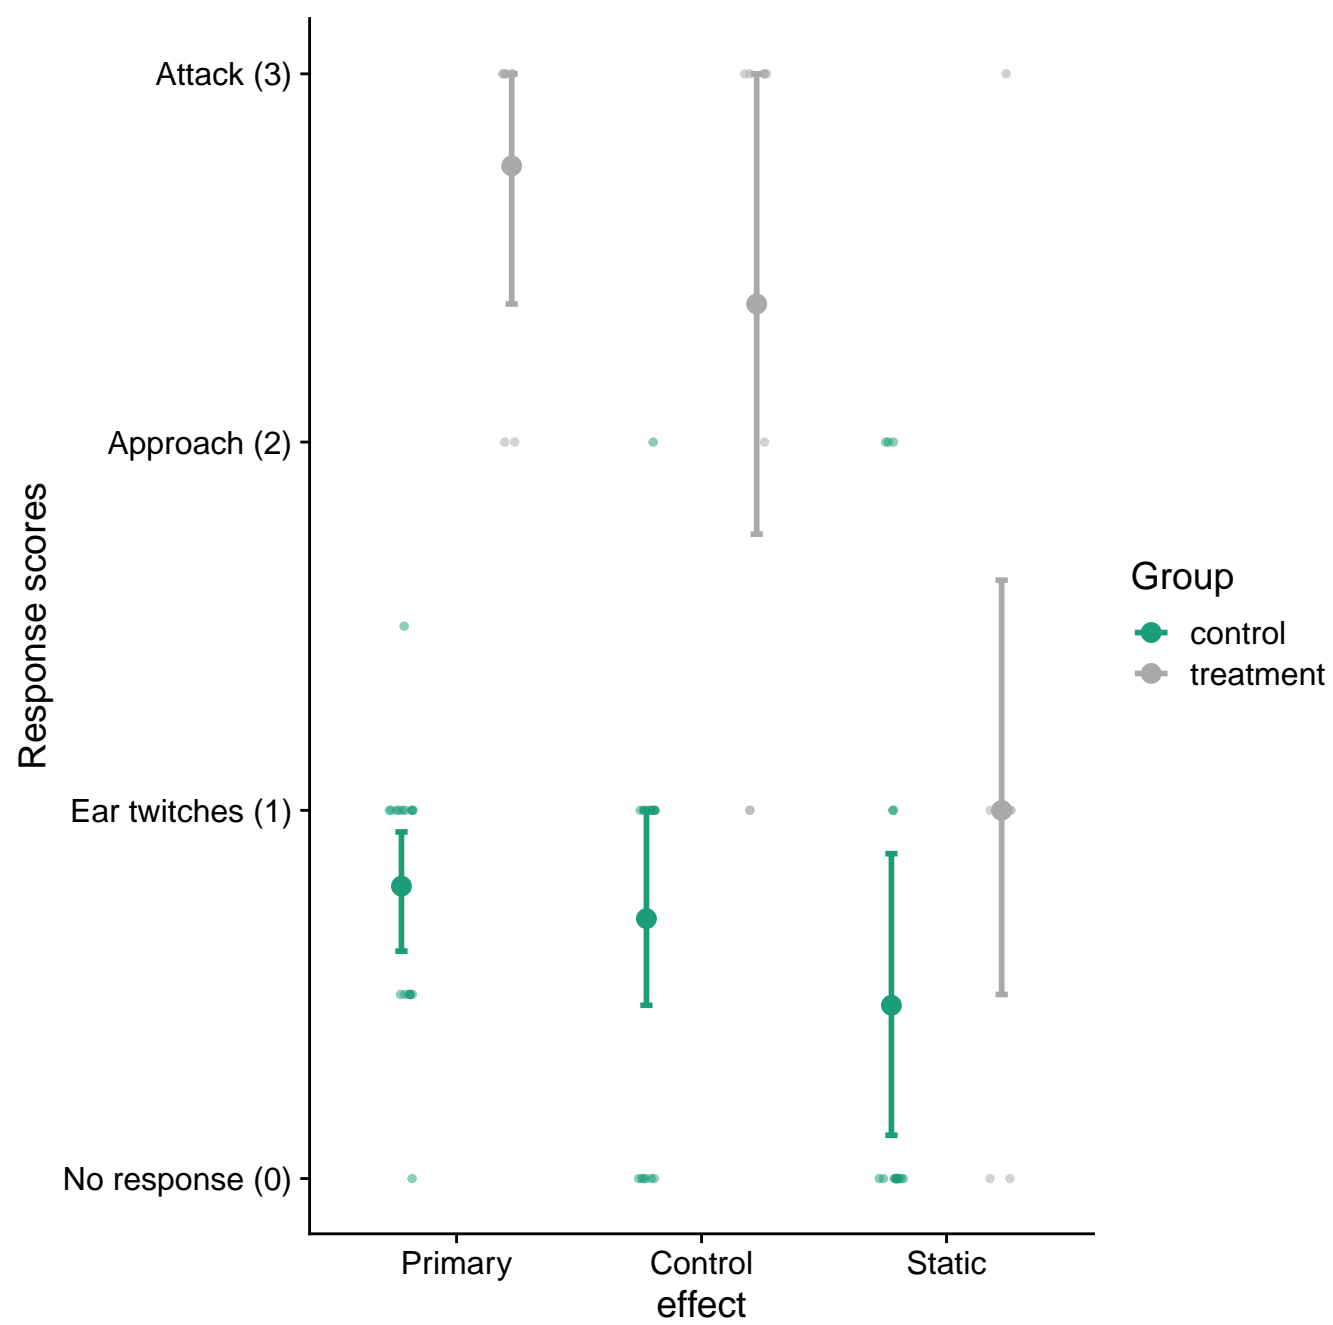 Attack (3)
Approach (2)
Ear twitches (1)
No response (0)
Response scores
Primary
Control
Static
effect
Group
control
treatment